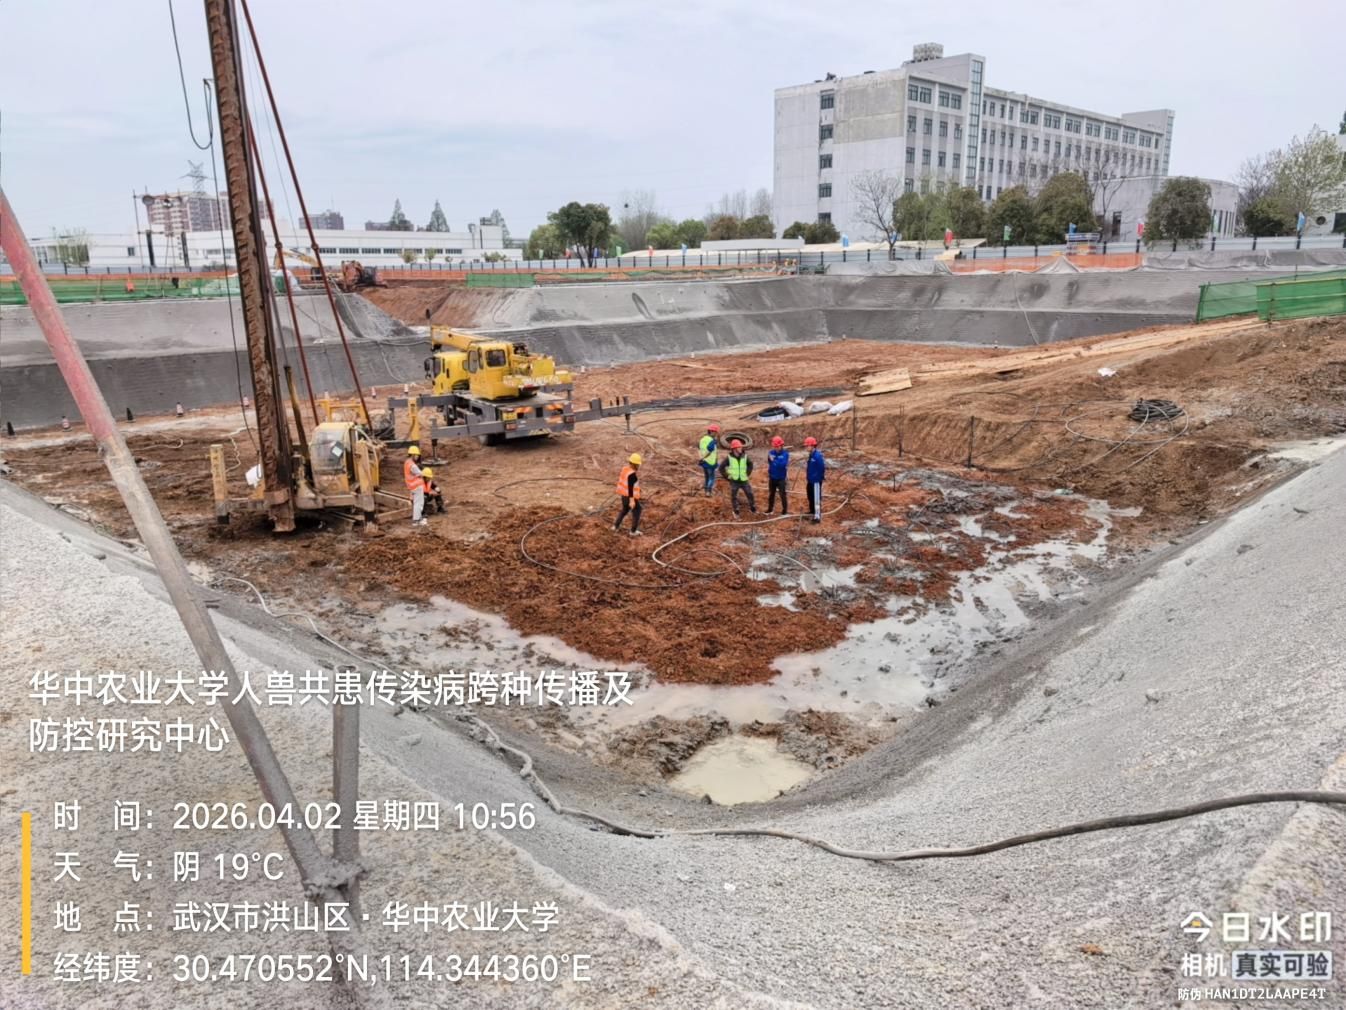 华中农业大学人兽共患传染病跨种传播及
防控研究中心
时 间：2026.04.02 星期四 10:56
天 气：阴 19℃
地 点：武汉市洪山区·华中农业大学
经纬度：30.470552°N,114.344360°E
今日水印
相机 真实可验
防伪 HAN1DT2LAAPE4T